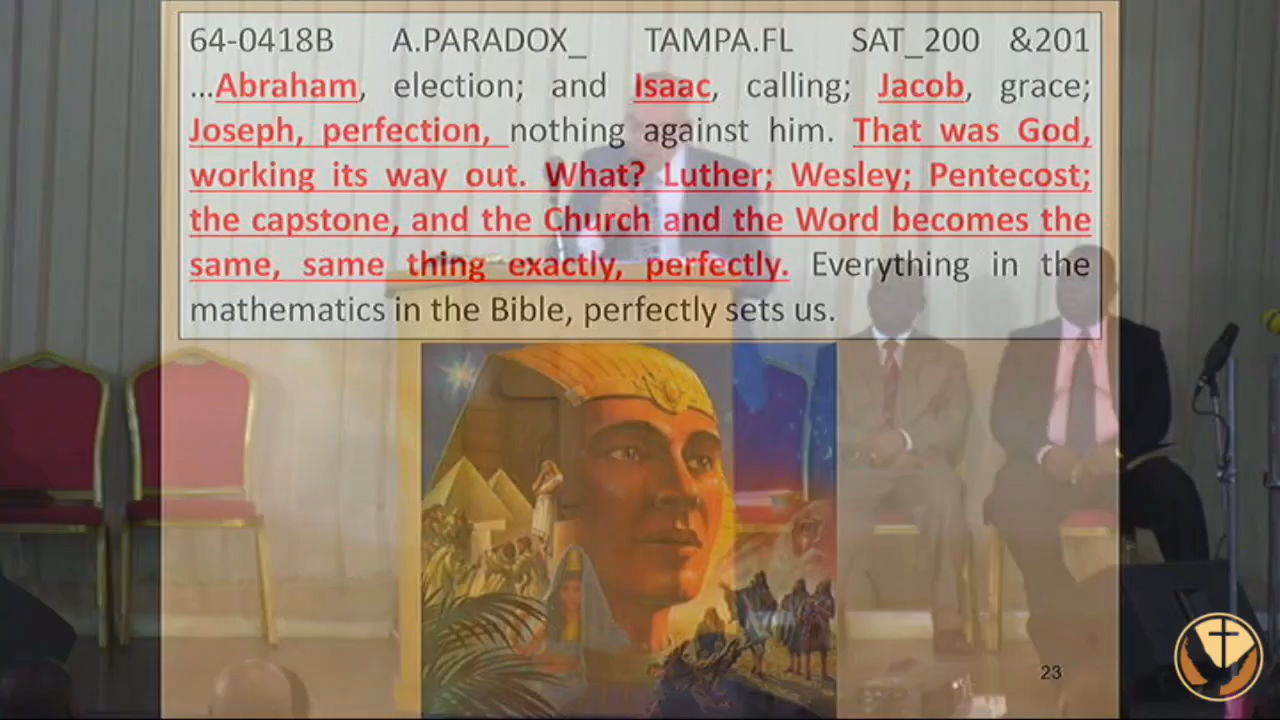 64-0418B A.PARADOX_ TAMPA.FL SAT_200 &201
...Abraham, election; and Isaac, calling; Jacob, grace;
Joseph, perfection, nothing against him. That was God,
working its way out. What? Luther; Wesley; Pentecost;
the capstone, and the Church and the Word becomes the
same, same thing exactly, perfectly. Everything in the
mathematics in the Bible, perfectly sets us.
23